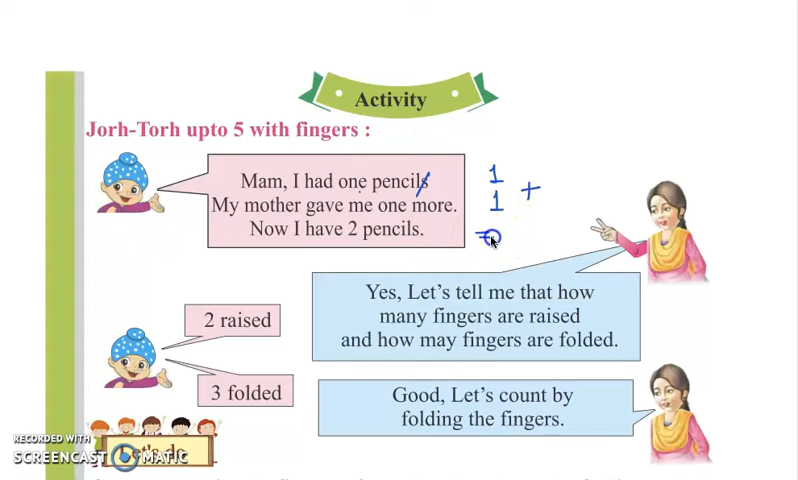 Activity
Jorh-Torh upto 5 with fingers :
Mam, I had one pencils
My mother gave me one more.
Now I have 2 pencils.
1
1 +
Yes, Let's tell me that how
many fingers are raised
and how may fingers are folded.
2 raised
3 folded
Good, Let's count by
folding the fingers.
Let's do
RECORDED WITH
SCREENCAST MATIC